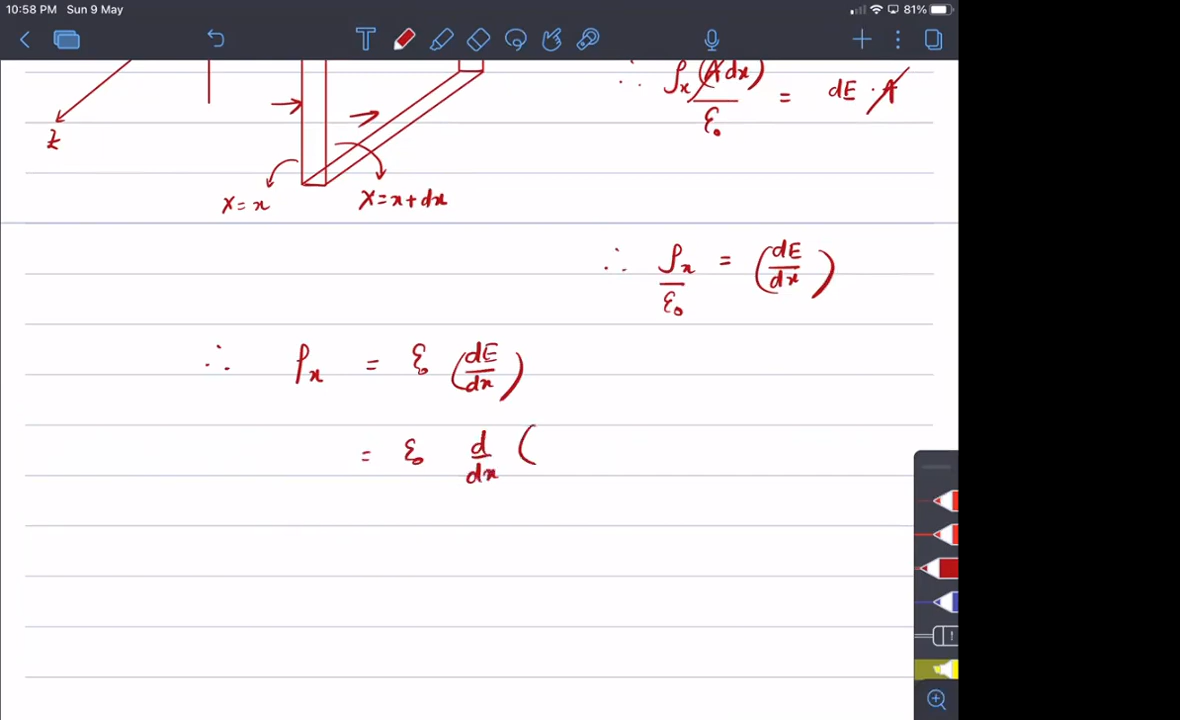 10:58 PM Sun 9 May 81%
T
∴ ρx (A dx) / ε₀ = dE · A
z
X = x
X = x + dx
∴ ρx / ε₀ = (dE/dx)
∴ ρx = ε₀ (dE/dx)
= ε₀ d/dx (